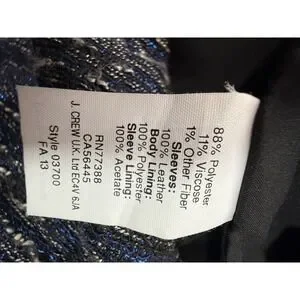 88% Polyester
11% Viscose
1% Other Fiber
Sleeves:
100% Leather
Body Lining:
100% Polyester
Sleeve Lining:
100% Acetate
RN77388
CA56445
J. CREW U.K. Ltd EC4V 6JA
Style 03700
FA 13